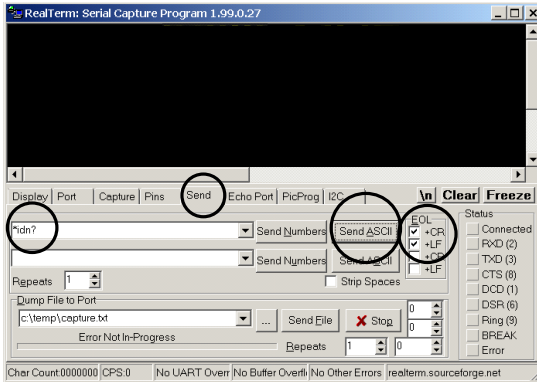 RealTerm: Serial Capture Program 1.99.0.27
Display Port Capture Pins Send Echo Port PicProg I2C \n Clear Freeze
*idn? Send Numbers Send ASCII EOL +CR +LF
Send Numbers Send ASCII +CR +LF
Repeats 1 Strip Spaces
Dump File to Port
c:\temp\capture.txt ... Send File Stop 0
0
Error Not In-Progress
Repeats 1 0
Status
Connected
RXD (2)
TXD (3)
CTS (8)
DCD (1)
DSR (6)
Ring (9)
BREAK
Error
Char Count:0000000 CPS:0 No UART Overr No Buffer Overfl No Other Errors realterm.sourceforge.net